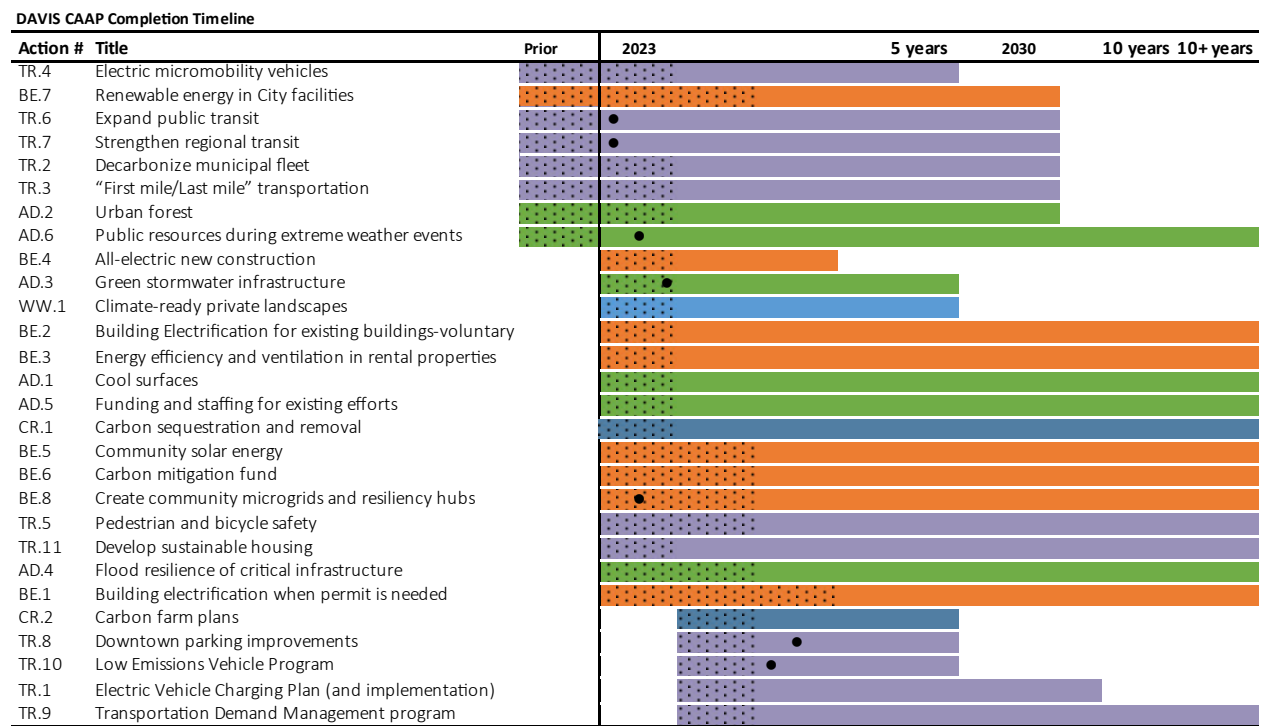 DAVIS CAAP Completion Timeline
Action # Title Prior 2023 5 years 2030 10 years 10+ years
TR.4 Electric micromobility vehicles
BE.7 Renewable energy in City facilities
TR.6 Expand public transit
TR.7 Strengthen regional transit
TR.2 Decarbonize municipal fleet
TR.3 “First mile/Last mile” transportation
AD.2 Urban forest
AD.6 Public resources during extreme weather events
BE.4 All-electric new construction
AD.3 Green stormwater infrastructure
WW.1 Climate-ready private landscapes
BE.2 Building Electrification for existing buildings-voluntary
BE.3 Energy efficiency and ventilation in rental properties
AD.1 Cool surfaces
AD.5 Funding and staffing for existing efforts
CR.1 Carbon sequestration and removal
BE.5 Community solar energy
BE.6 Carbon mitigation fund
BE.8 Create community microgrids and resiliency hubs
TR.5 Pedestrian and bicycle safety
TR.11 Develop sustainable housing
AD.4 Flood resilience of critical infrastructure
BE.1 Building electrification when permit is needed
CR.2 Carbon farm plans
TR.8 Downtown parking improvements
TR.10 Low Emissions Vehicle Program
TR.1 Electric Vehicle Charging Plan (and implementation)
TR.9 Transportation Demand Management program